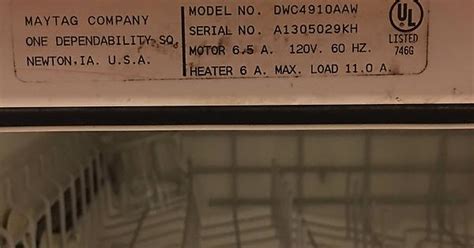 MAYTAG COMPANY
ONE DEPENDABILITY SQ.
NEWTON, IA. U.S.A.
MODEL NO. DWC4910AAW
SERIAL NO. A1305029KH
MOTOR 6.5 A. 120V. 60 HZ.
HEATER 6 A. MAX. LOAD 11.0 A.
UL
LISTED
746G